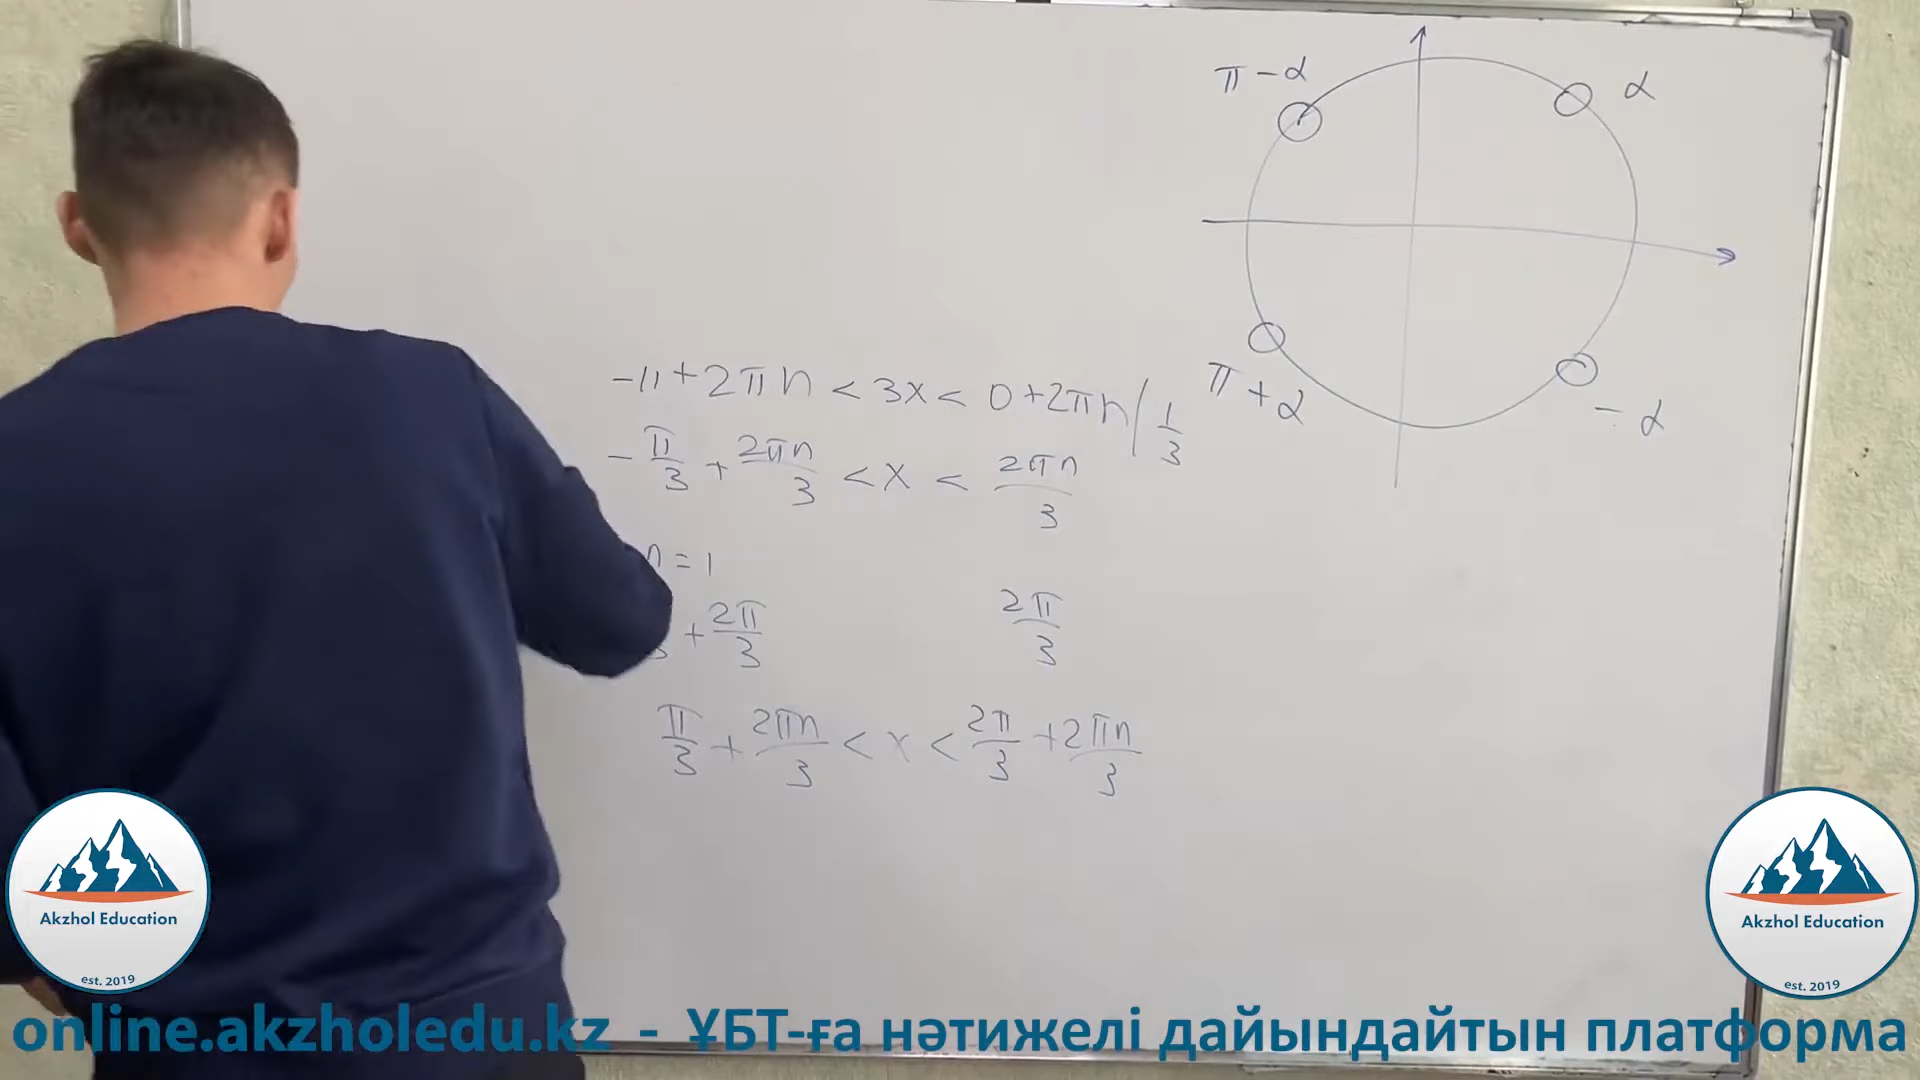 π - α
α
π + α
- α
-π + 2πn < 3x < 0 + 2πn | 1/3
- π/3 + 2πn/3 < x < 2πn/3
n = 1
+ 2π/3 2π/3
π/3 + 2πn/3 < x < 2π/3 + 2πn/3
Akzhol Education
est. 2019
Akzhol Education
est. 2019
online.akzholedu.kz - ҰБТ-ға нәтижелі дайындайтын платформа